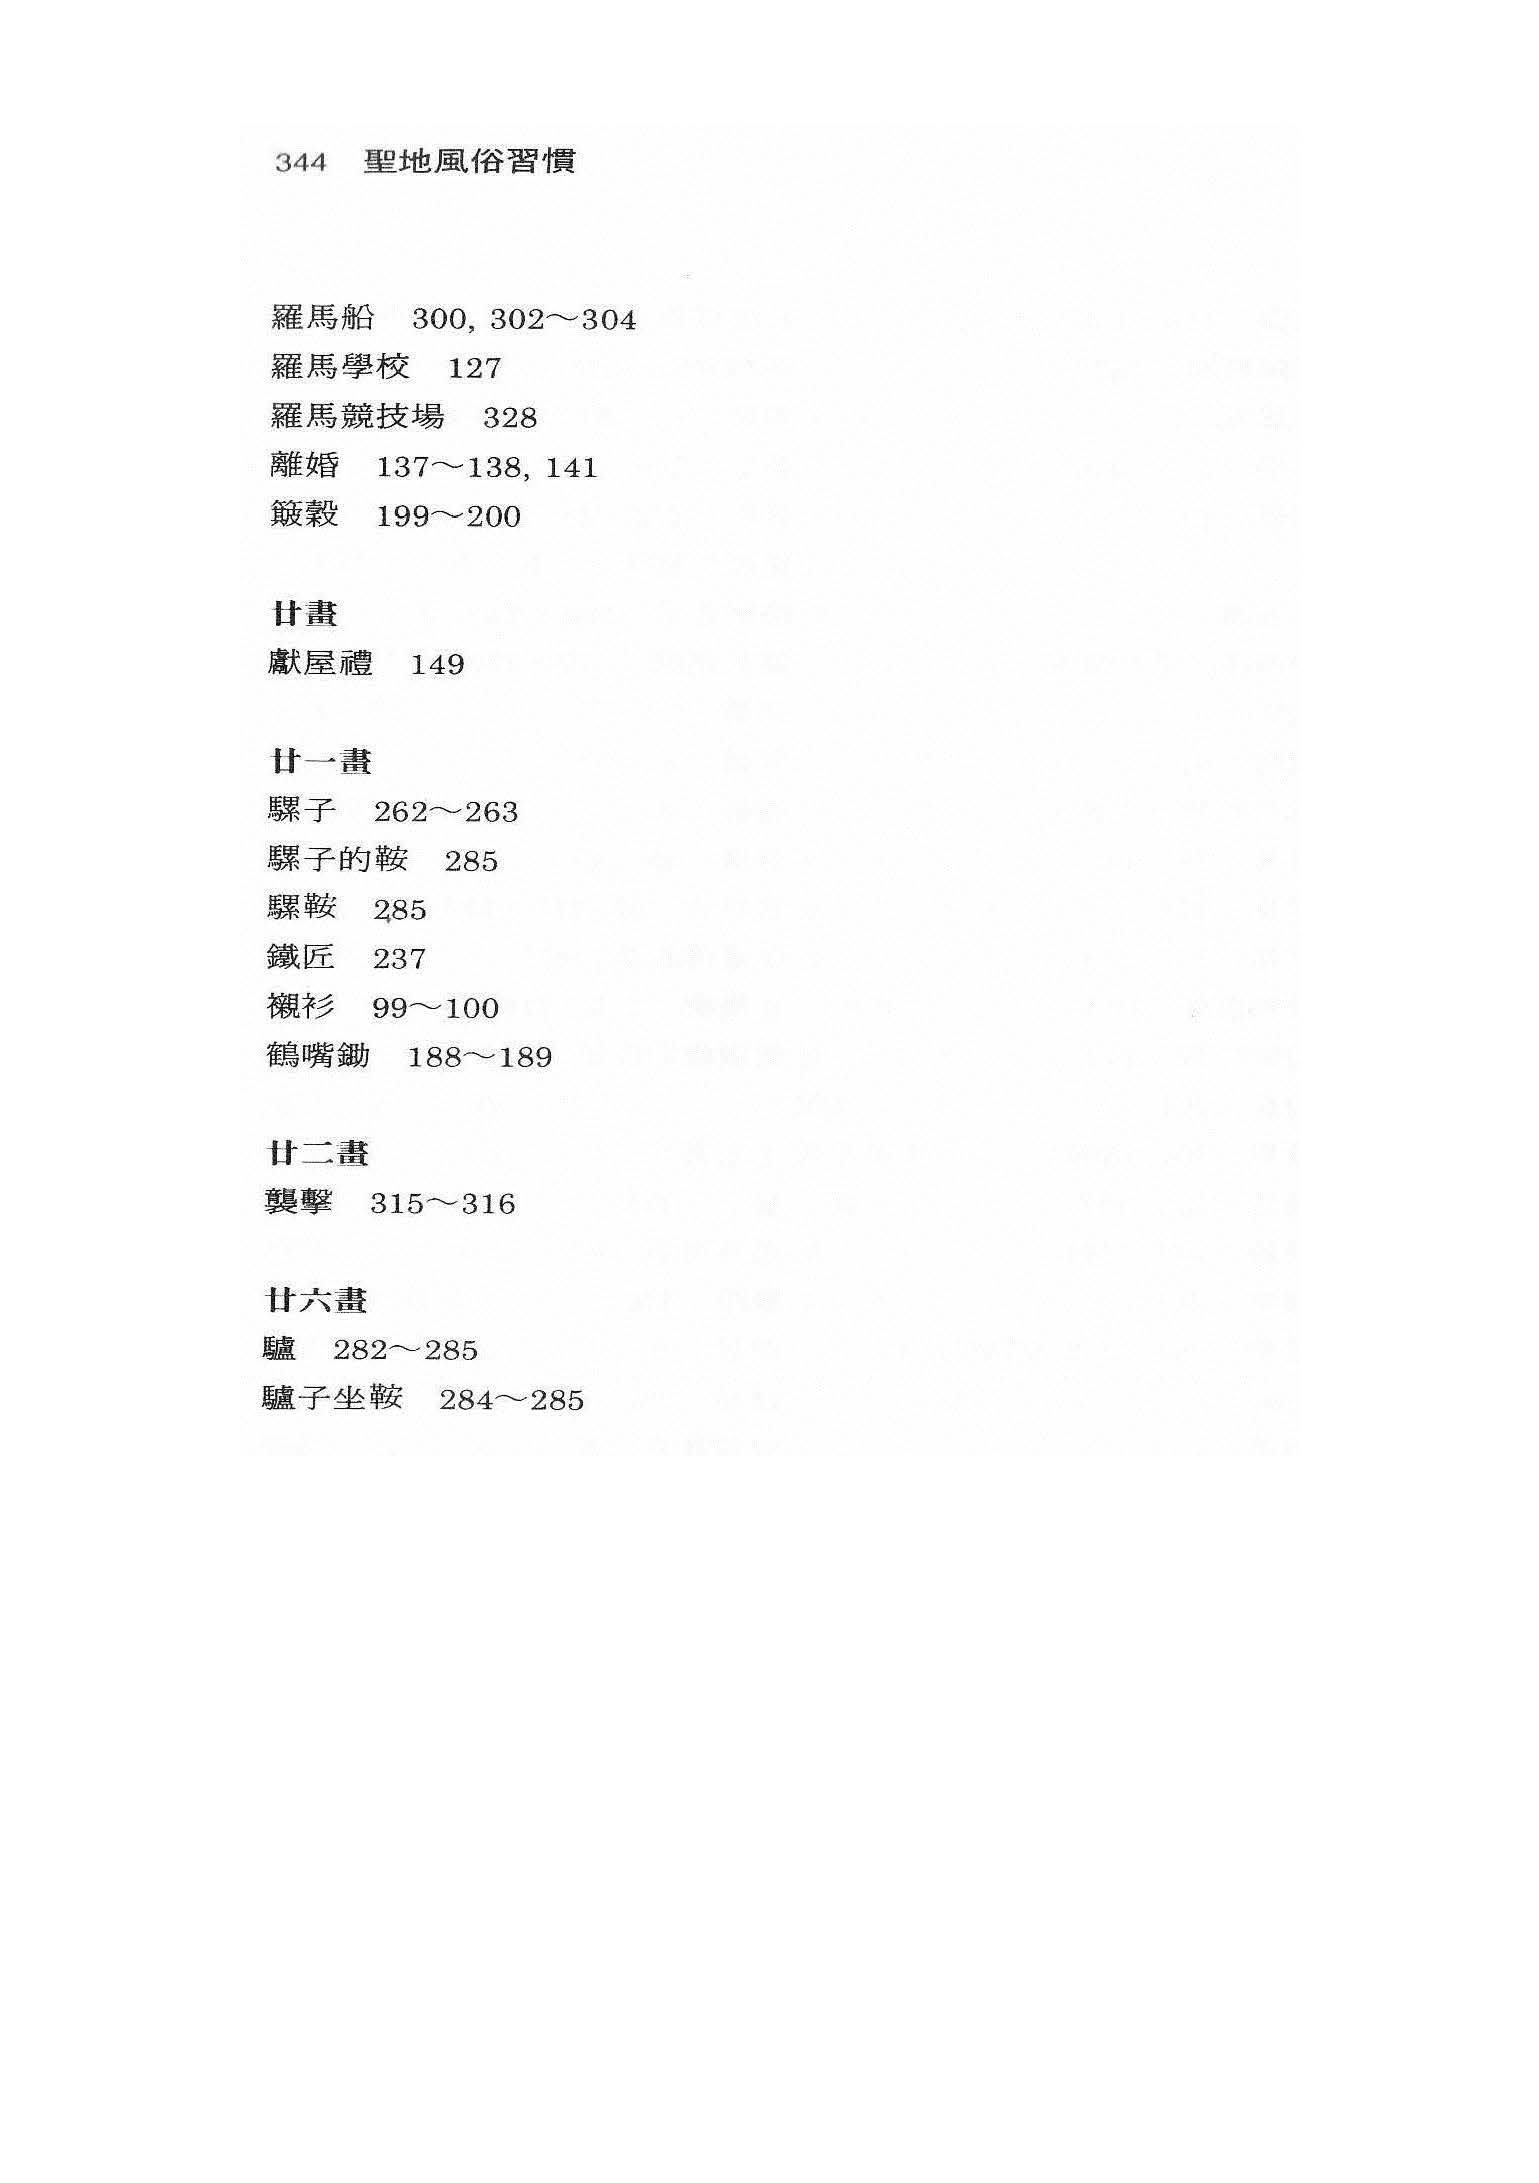 344 聖地風俗習慣
羅馬船 300, 302～304
羅馬學校 127
羅馬競技場 328
離婚 137～138, 141
簸穀 199～200
廿畫
獻屋禮 149
廿一畫
騾子 262～263
騾子的鞍 285
騾鞍 285
鐵匠 237
襯衫 99～100
鶴嘴鋤 188～189
廿二畫
襲擊 315～316
廿六畫
驢 282～285
驢子坐鞍 284～285